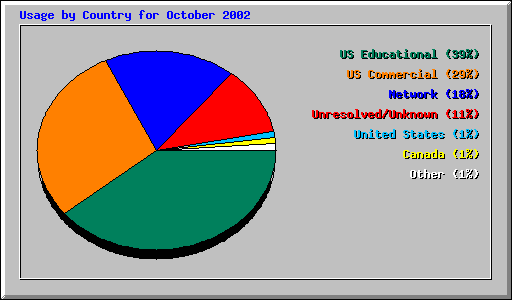 Usage by Country for October 2002
US Educational (39%)
US Commercial (29%)
Network (18%)
Unresolved/Unknown (11%)
United States (1%)
Canada (1%)
Other (1%)